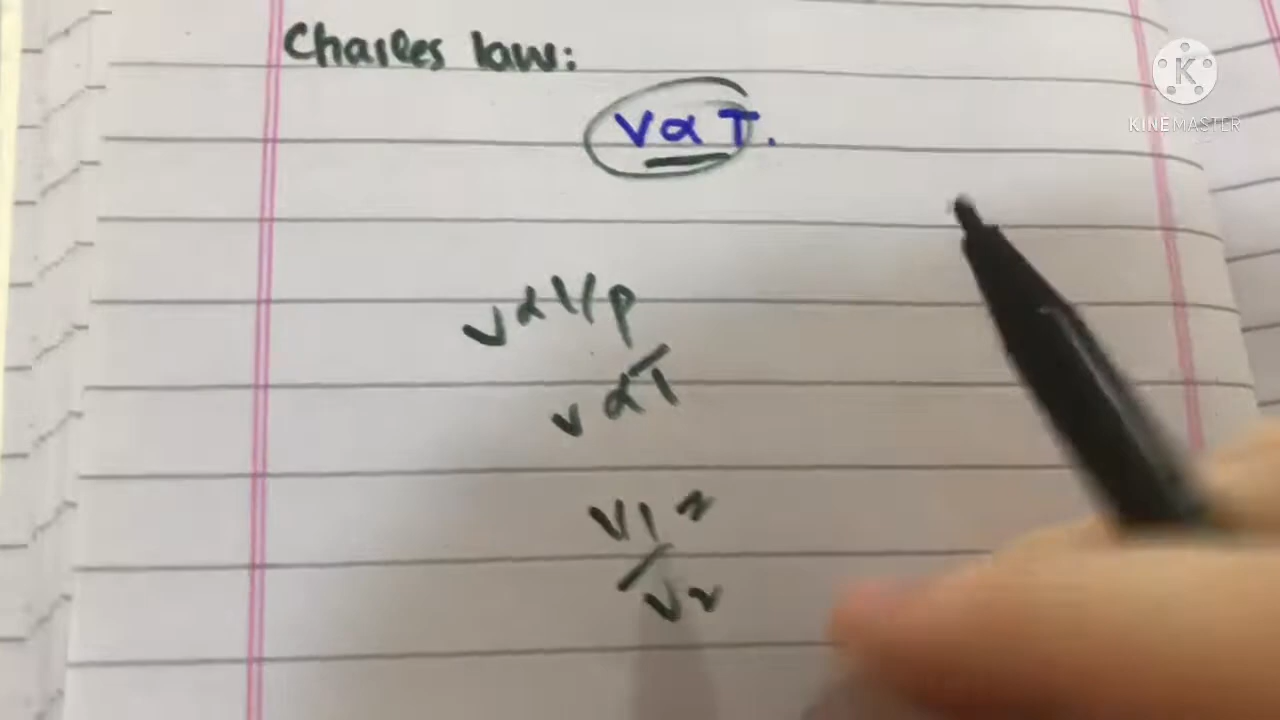 Charles law:
V α T.
K
KINEMASTER
V α 1/p
V α T
V1
/
V2